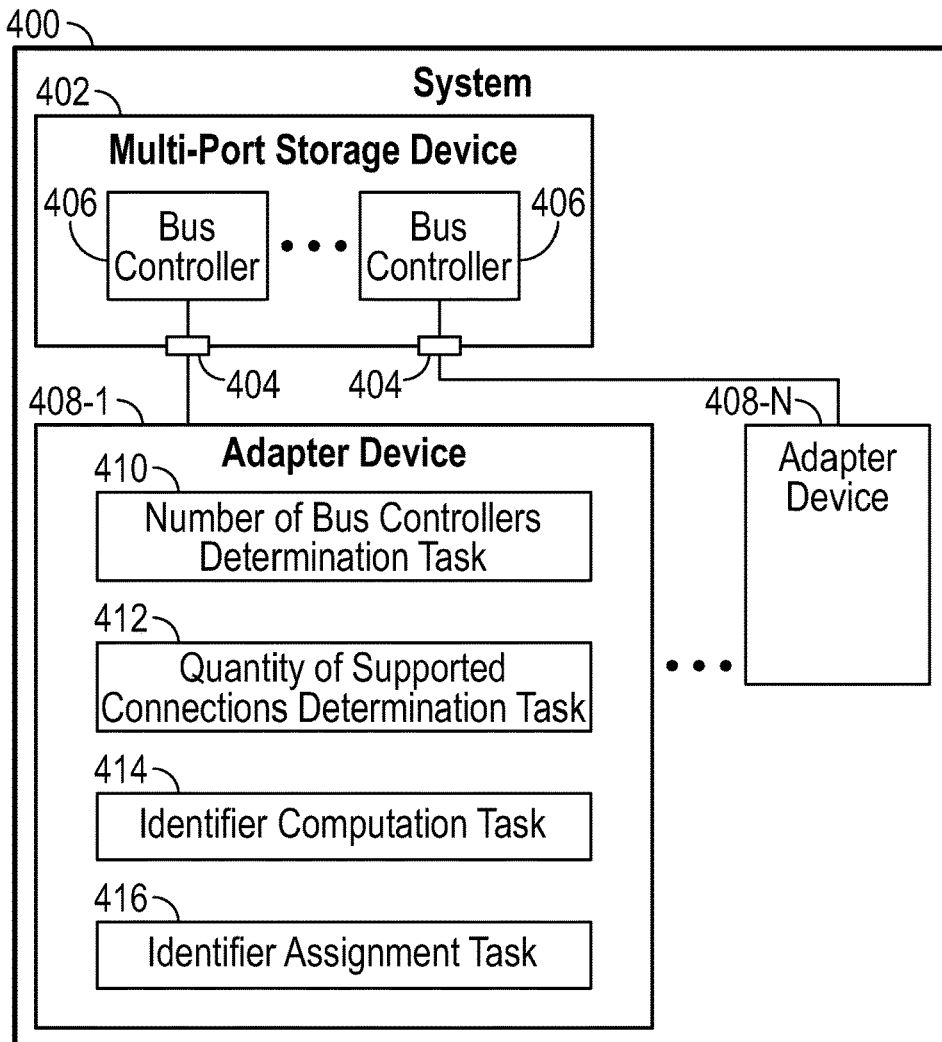 400
System
402
Multi-Port Storage Device
406
Bus
Controller
Bus
Controller
406
404
404
408-1
408-N
Adapter Device
Adapter
Device
410
Number of Bus Controllers
Determination Task
412
Quantity of Supported
Connections Determination Task
414
Identifier Computation Task
416
Identifier Assignment Task